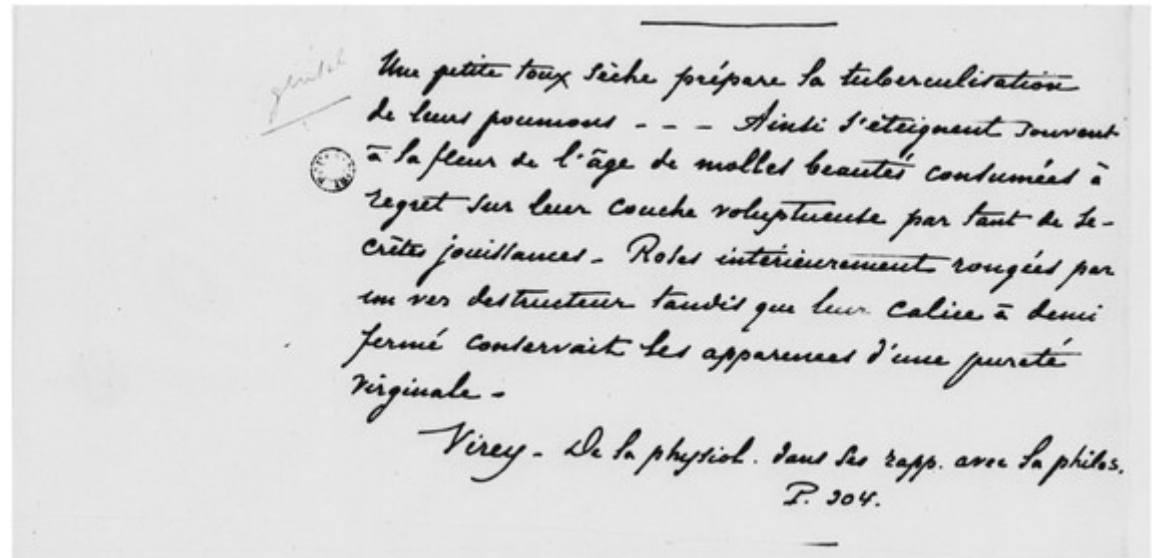 Une petite toux sèche prépare la tuberculisation
de leurs poumons - - - Ainsi s'éteignent souvent
à la fleur de l'âge de molles beautés consumées à
regret sur leur couche voluptueuse par tant de se-
crètes jouissances - Roses intérieurement rongées par
un ver destructeur tandis que leur calice à demi
fermé conservait les apparences d'une pureté
virginale -
Virey - De la physiol. dans ses rapp. avec la philos.
P. 304.